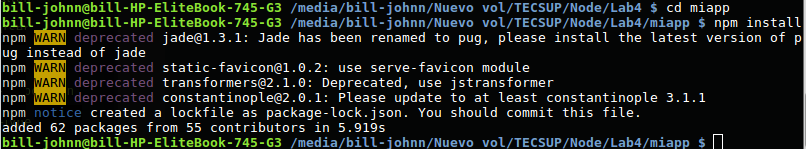 bill-johnn@bill-HP-EliteBook-745-G3 /media/bill-johnn/Nuevo vol/TECSUP/Node/Lab4 $ cd miapp
bill-johnn@bill-HP-EliteBook-745-G3 /media/bill-johnn/Nuevo vol/TECSUP/Node/Lab4/miapp $ npm install
npm WARN deprecated jade@1.3.1: Jade has been renamed to pug, please install the latest version of p
ug instead of jade
npm WARN deprecated static-favicon@1.0.2: use serve-favicon module
npm WARN deprecated transformers@2.1.0: Deprecated, use jstransformer
npm WARN deprecated constantinople@2.0.1: Please update to at least constantinople 3.1.1
npm notice created a lockfile as package-lock.json. You should commit this file.
added 62 packages from 55 contributors in 5.919s
bill-johnn@bill-HP-EliteBook-745-G3 /media/bill-johnn/Nuevo vol/TECSUP/Node/Lab4/miapp $